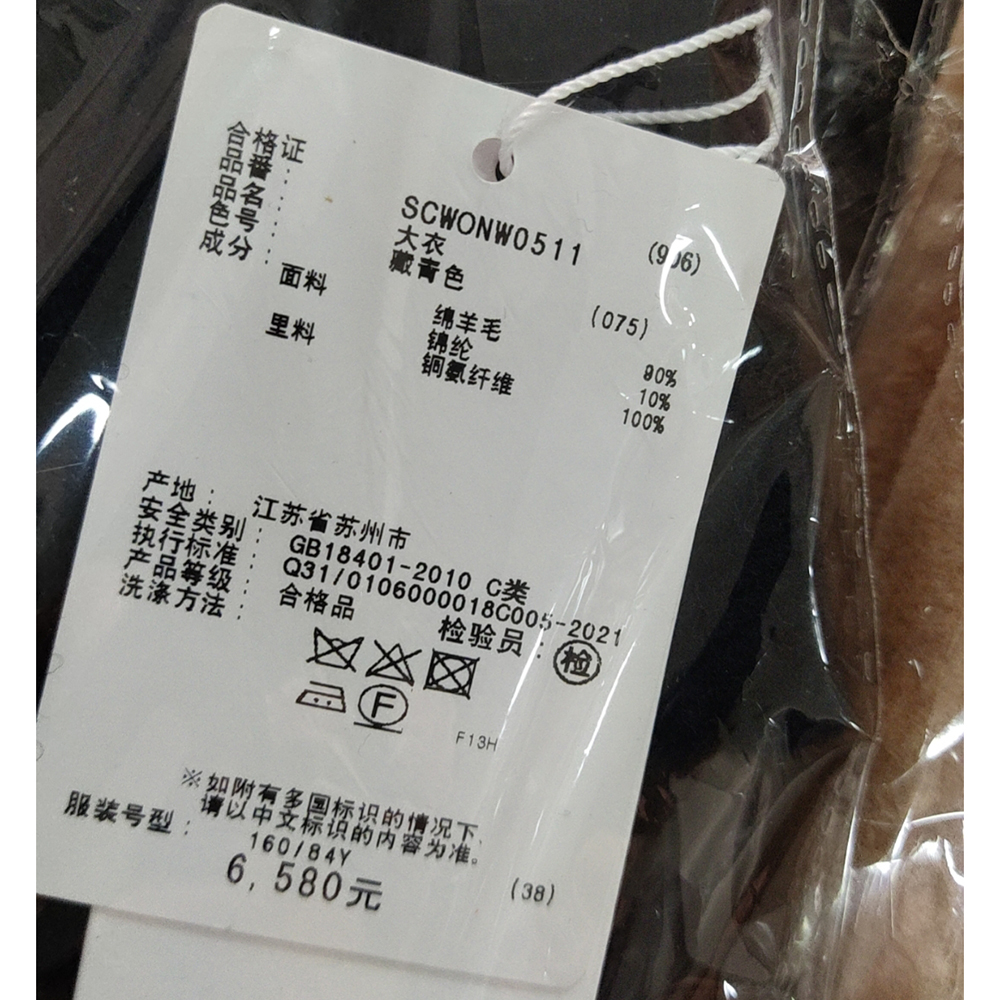 合格证
品番: SCWONW0511 (906)
品名: 大衣
色号: 藏青色 (075)
成分:
面料 绵羊毛 90%
锦纶 10%
里料 铜氨纤维 100%
产地: 江苏省苏州市
安全类别: GB18401-2010 C类
执行标准: Q31/0106000018C005-2021
产品等级: 合格品
洗涤方法: 检验员: 检
F
F13H
※如附有多国标识的情况下,
请以中文标识的内容为准。
服装号型: 160/84Y (38)
6,580元